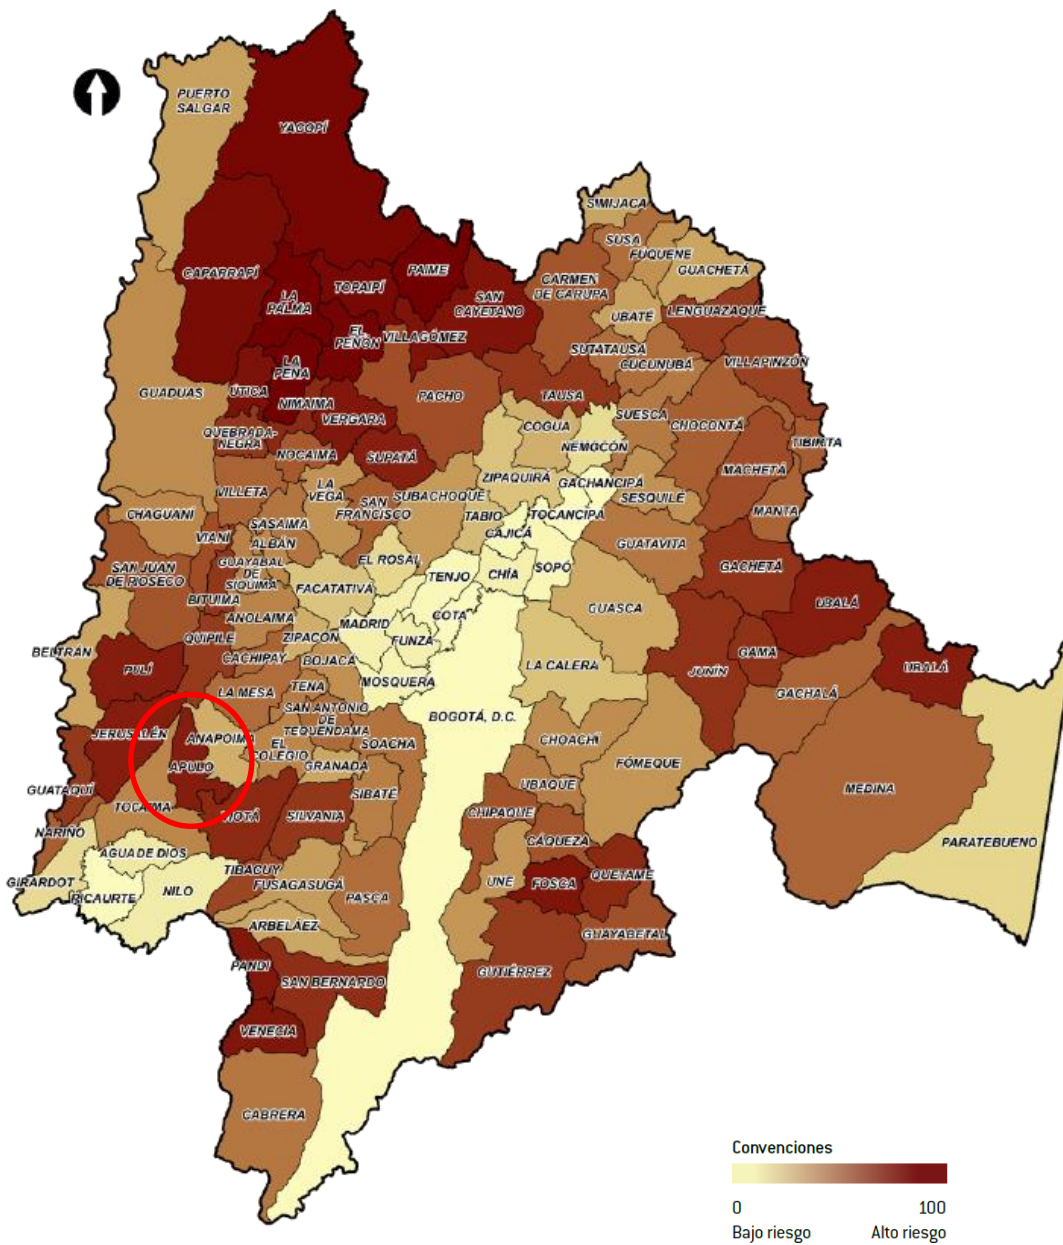 PUERTO
SALGAR
YACOPÍ
SIMIJACA
SUSA
FUQUENE
GUACHETÁ
CAPARRAPÍ
LA
PALMA
TOPAIPÍ
PAIME
SAN
CAYETANO
CARMEN
DE CARUPA
UBATÉ
LENGUAZAQUE
EL
PEÑON
VILLAGÓMEZ
SUTATAUSA
CUCUNUBÁ
VILLAPINZÓN
GUADUAS
ÚTICA
LA
PEÑA
NIMAIMA
VERGARA
PACHO
TAUSA
SUESCA
CHOCONTÁ
TIBIRITA
QUEBRADA-
NEGRA
NOCAIMA
SUPATÁ
COGUA
NEMOCÓN
MACHETÁ
VILLETA
LA
VEGA
SAN
FRANCISCO
SUBACHOQUE
ZIPAQUIRÁ
GACHANCIPÁ
SESQUILÉ
MANTA
CHAGUANÍ
VIANÍ
SASAIMA
ALBÁN
TABIO
TOCANCIPA
CAJICÁ
GUATAVITA
SAN JUAN
DE RIOSECO
GUAYABAL
DE
SIQUIMA
BITUIMA
EL ROSAL
FACATATIVA
TENJO
CHÍA
SOPÓ
GACHETÁ
UBALÁ
ANOLAIMA
MADRID
COTA
GUASCA
BELTRÁN
QUIPILE
ZIPACÓN
FUNZA
CACHIPAY
BOJACÁ
PULÍ
MOSQUERA
LA CALERA
JUNÍN
GAMA
UBALÁ
LA MESA
TENA
GACHALÁ
SAN ANTONIO
DE
TEQUENDAMA
BOGOTÁ, D.C.
JERUSALÉN
ANAPOIMA
EL
COLEGIO
SOACHA
CHOACHÍ
APULO
GRANADA
FÓMEQUE
GUATAQUÍ
TOCAIMA
SIBATÉ
UBAQUE
MEDINA
VIOTÁ
SILVANIA
CHIPAQUE
NARIÑO
CÁQUEZA
PARATEBUENO
AGUA DE DIOS
TIBACUY
GIRARDOT
RICAURTE
NILO
FUSAGASUGÁ
PASCA
UNE
FOSCA
QUETAME
ARBELÁEZ
GUAYABETAL
PANDI
SAN BERNARDO
GUTIÉRREZ
VENECIA
CABRERA
Convenciones
0 100
Bajo riesgo Alto riesgo